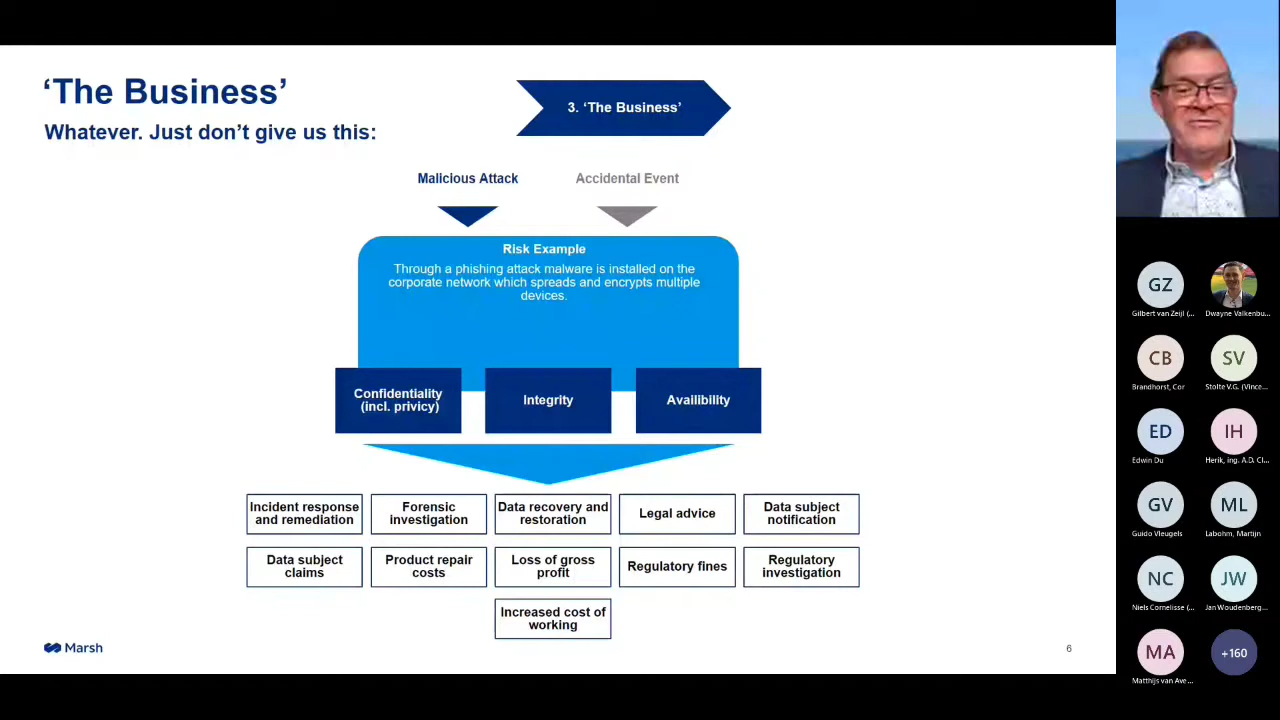 ‘The Business’
Whatever. Just don’t give us this:
3. ‘The Business’
Malicious Attack
Accidental Event
Risk Example
Through a phishing attack malware is installed on the
corporate network which spreads and encrypts multiple
devices.
Confidentiality
(incl. privicy)
Integrity
Availibility
Incident response
and remediation
Forensic
investigation
Data recovery and
restoration
Legal advice
Data subject
notification
Data subject
claims
Product repair
costs
Loss of gross
profit
Regulatory fines
Regulatory
investigation
Increased cost of
working
Marsh
6
GZ
Gilbert van Zeijl (...
Dwayne Valkenbu...
CB
Brandhorst, Cor
SV
Stolte V.G. (Vince...
ED
Edwin Du
IH
Herik, ing. A.D. Cl...
GV
Guido Vleugels
ML
Labohm, Martijn
NC
Niels Cornelisse (...
JW
Jan Woudenberg...
MA
Matthijs van Ave...
+160